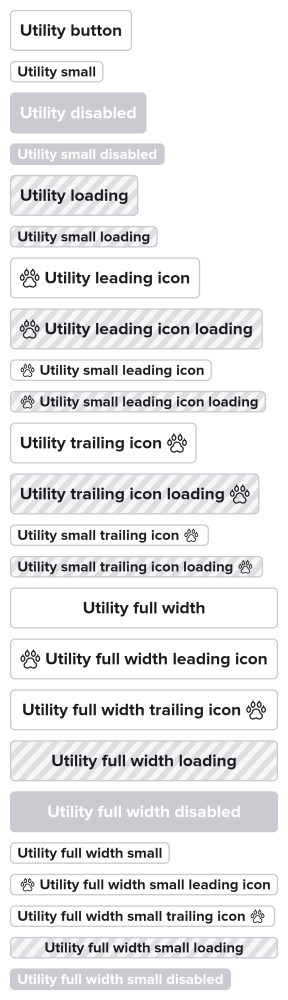 Utility button
Utility small
Utility disabled
Utility small disabled
Utility loading
Utility small loading
Utility leading icon
Utility leading icon loading
Utility small leading icon
Utility small leading icon loading
Utility trailing icon
Utility trailing icon loading
Utility small trailing icon
Utility small trailing icon loading
Utility full width
Utility full width leading icon
Utility full width trailing icon
Utility full width loading
Utility full width disabled
Utility full width small
Utility full width small leading icon
Utility full width small trailing icon
Utility full width small loading
Utility full width small disabled